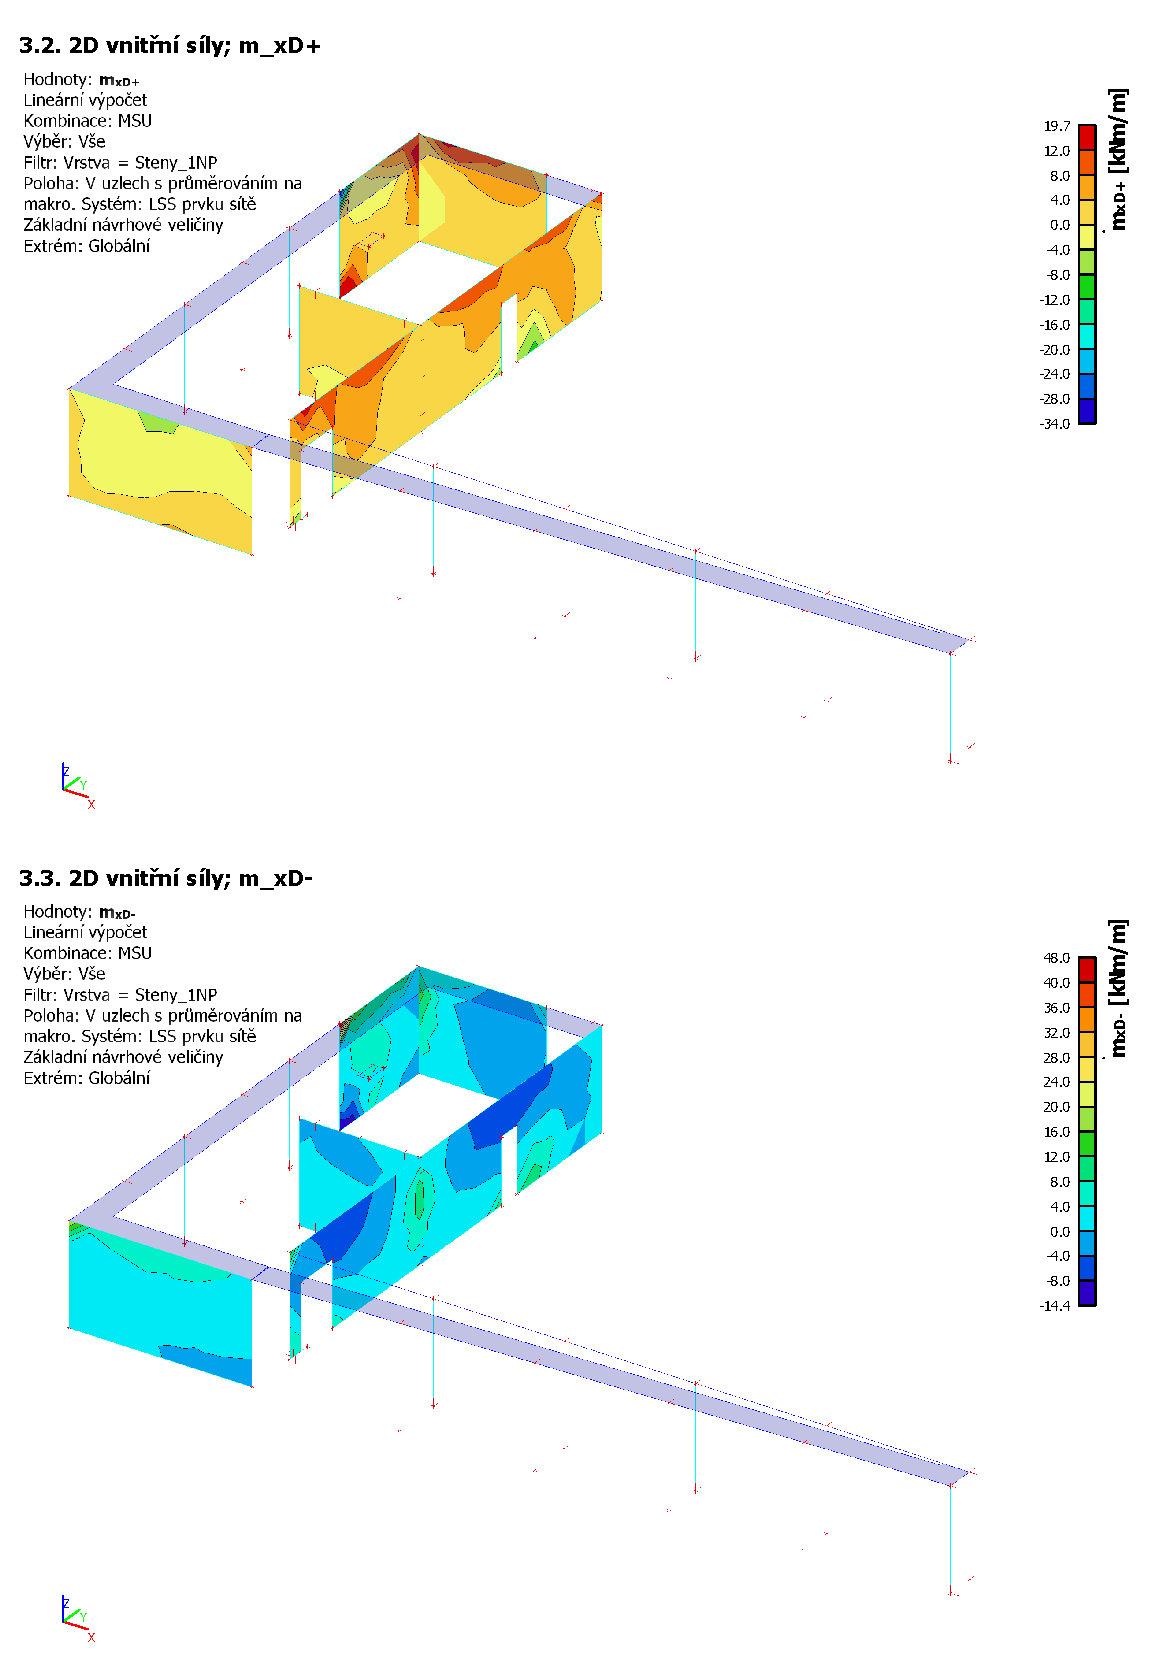 3.2. 2D vnitřní síly; m_xD+
Hodnoty: mxD+
Lineární výpočet
Kombinace: MSU
Výběr: Vše
Filtr: Vrstva = Steny_1NP
Poloha: V uzlech s průměrováním na
makro. Systém: LSS prvku sítě
Základní návrhové veličiny
Extrém: Globální
mxD+ [kNm/m]
19.7
12.0
8.0
4.0
0.0
-4.0
-8.0
-12.0
-16.0
-20.0
-24.0
-28.0
-34.0
Z
Y
X
3.3. 2D vnitřní síly; m_xD-
Hodnoty: mxD-
Lineární výpočet
Kombinace: MSU
Výběr: Vše
Filtr: Vrstva = Steny_1NP
Poloha: V uzlech s průměrováním na
makro. Systém: LSS prvku sítě
Základní návrhové veličiny
Extrém: Globální
mxD- [kNm/m]
48.0
40.0
36.0
32.0
28.0
24.0
20.0
16.0
12.0
8.0
4.0
0.0
-4.0
-8.0
-14.4
Z
Y
X